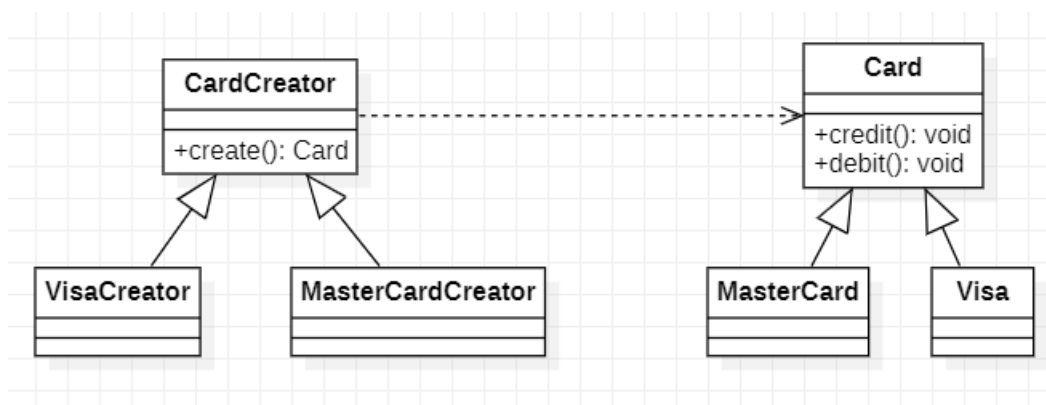 CardCreator
+create(): Card
Card
+credit(): void
+debit(): void
VisaCreator
MasterCardCreator
MasterCard
Visa